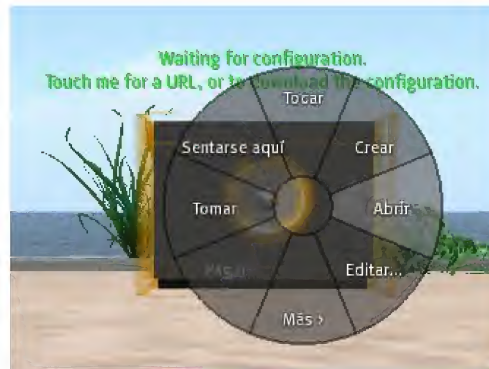 Waiting for configuration.
Touch me for a URL, or to download the configuration.
Tocar
Sentarse aquí
Crear
Tomar
Abrir
Editar...
Más >